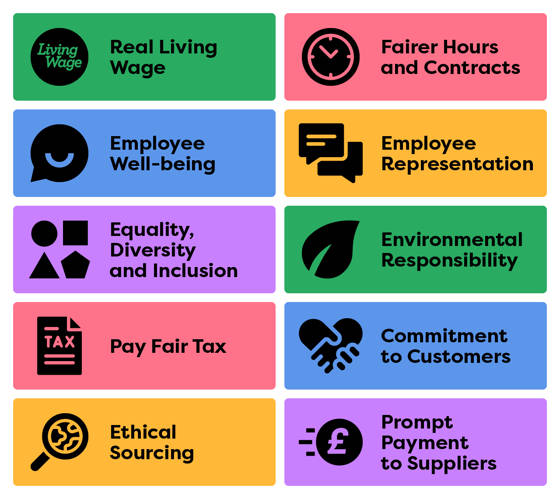 Living
Wage
Real Living
Wage
Fairer Hours
and Contracts
Employee
Well-being
Employee
Representation
Equality,
Diversity
and Inclusion
Environmental
Responsibility
TAX
Pay Fair Tax
Commitment
to Customers
Ethical
Sourcing
£
Prompt
Payment
to Suppliers